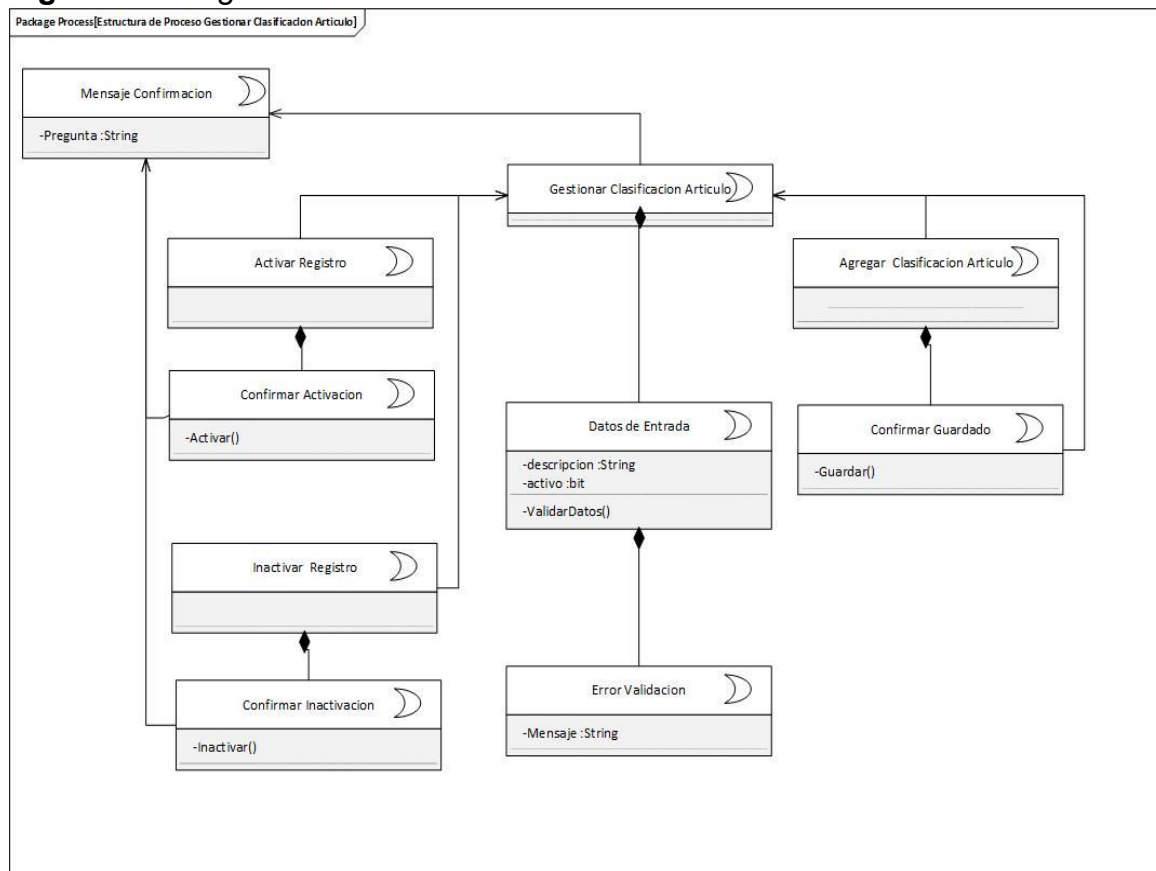 Package Process[Estructura de Proceso Gestionar Clasificacion Articulo]
Mensaje Confirmacion
-Pregunta :String
Gestionar Clasificacion Articulo
Activar Registro
Agregar Clasificacion Articulo
Confirmar Activacion
-Activar()
Datos de Entrada
-descripcion :String
-activo :bit
-ValidarDatos()
Confirmar Guardado
-Guardar()
Inactivar Registro
Confirmar Inactivacion
-Inactivar()
Error Validacion
-Mensaje :String